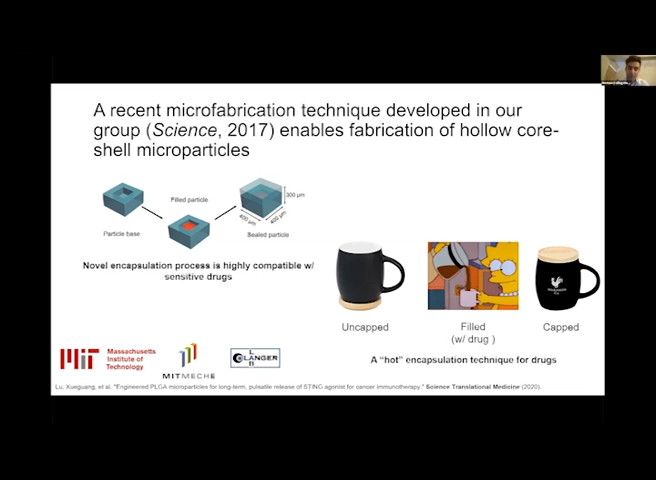 A recent microfabrication technique developed in our
group (Science, 2017) enables fabrication of hollow core-
shell microparticles
Filled particle
300 μm
400 μm
400 μm
Particle base
Sealed particle
Novel encapsulation process is highly compatible w/
sensitive drugs
Uncapped
Filled
(w/ drug )
Capped
A "hot" encapsulation technique for drugs
MIT
Massachusetts
Institute of
Technology
MITMECHE
LANGER
LAB
Lu, Xueguang, et al. "Engineered PLGA microparticles for long-term, pulsatile release of STING agonist for cancer immunotherapy." Science Translational Medicine (2020).